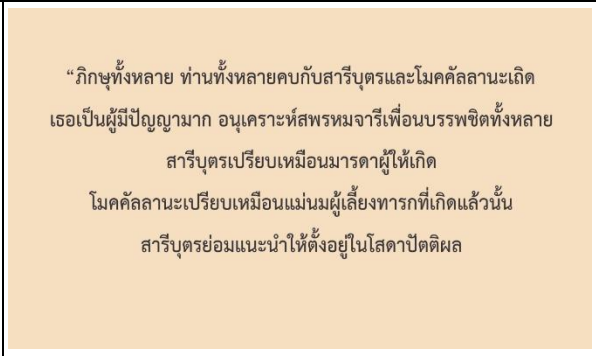 “ภิกษุทั้งหลาย ท่านทั้งหลายคบกับสารีบุตรและโมคคัลลานะเถิด
เธอเป็นผู้มีปัญญามาก อนุเคราะห์สพรหมจารีเพื่อนบรรพชิตทั้งหลาย
สารีบุตรเปรียบเหมือนมารดาผู้ให้เกิด
โมคคัลลานะเปรียบเหมือนแม่นมผู้เลี้ยงทารกที่เกิดแล้วนั้น
สารีบุตรย่อมแนะนำให้ตั้งอยู่ในโสดาปัตติผล